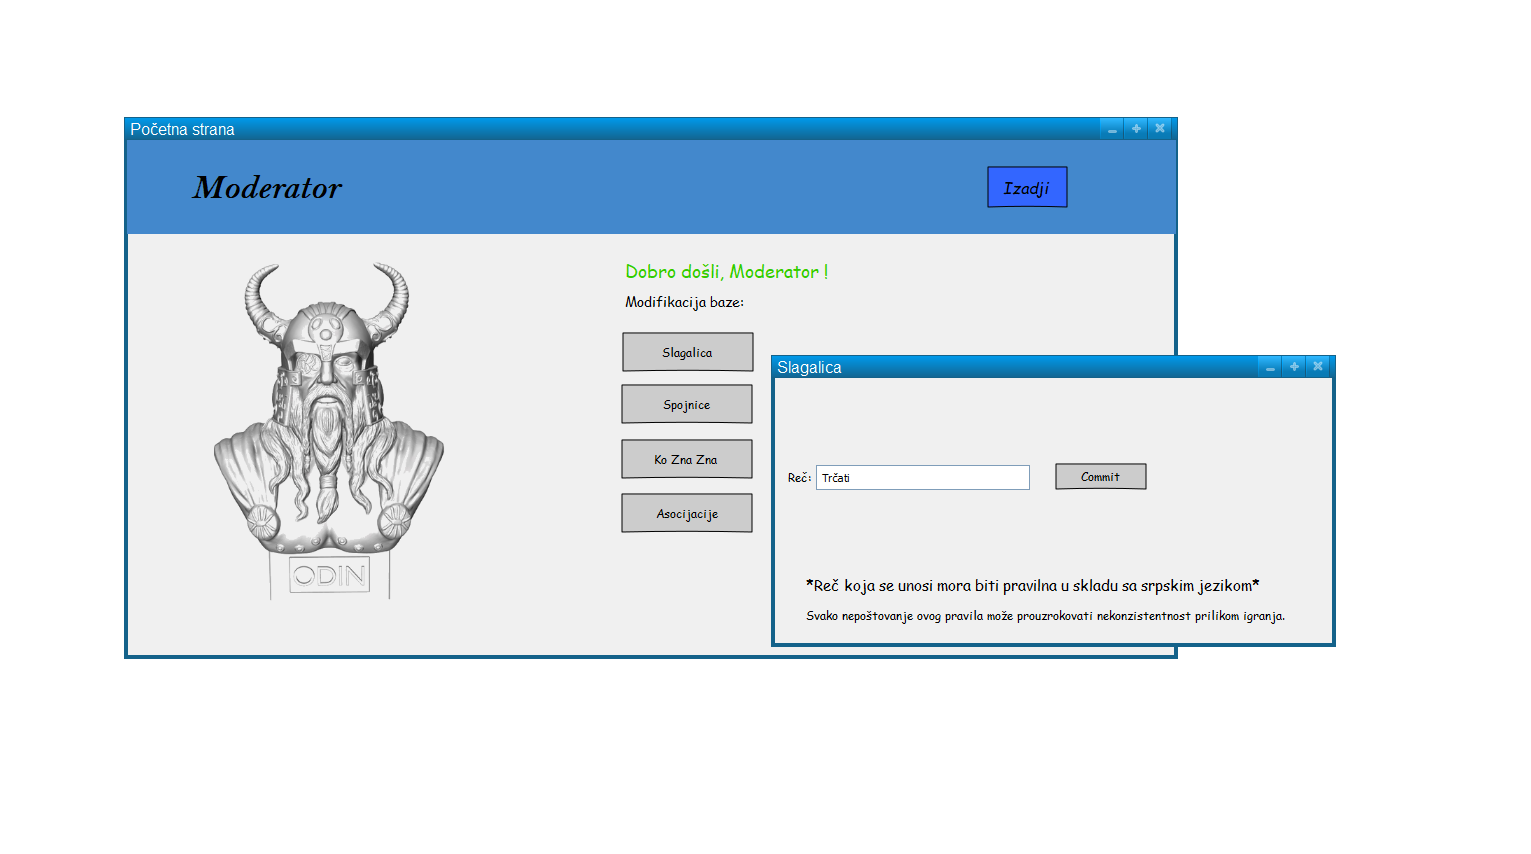 Početna strana
Moderator
Izadji
Dobro došli, Moderator !
Modifikacija baze:
Slagalica
Spojnice
Ko Zna Zna
Asocijacije
ODIN
Slagalica
Reč: Trčati
Commit
*Reč koja se unosi mora biti pravilna u skladu sa srpskim jezikom*
Svako nepoštovanje ovog pravila može prouzrokovati nekonzistentnost prilikom igranja.